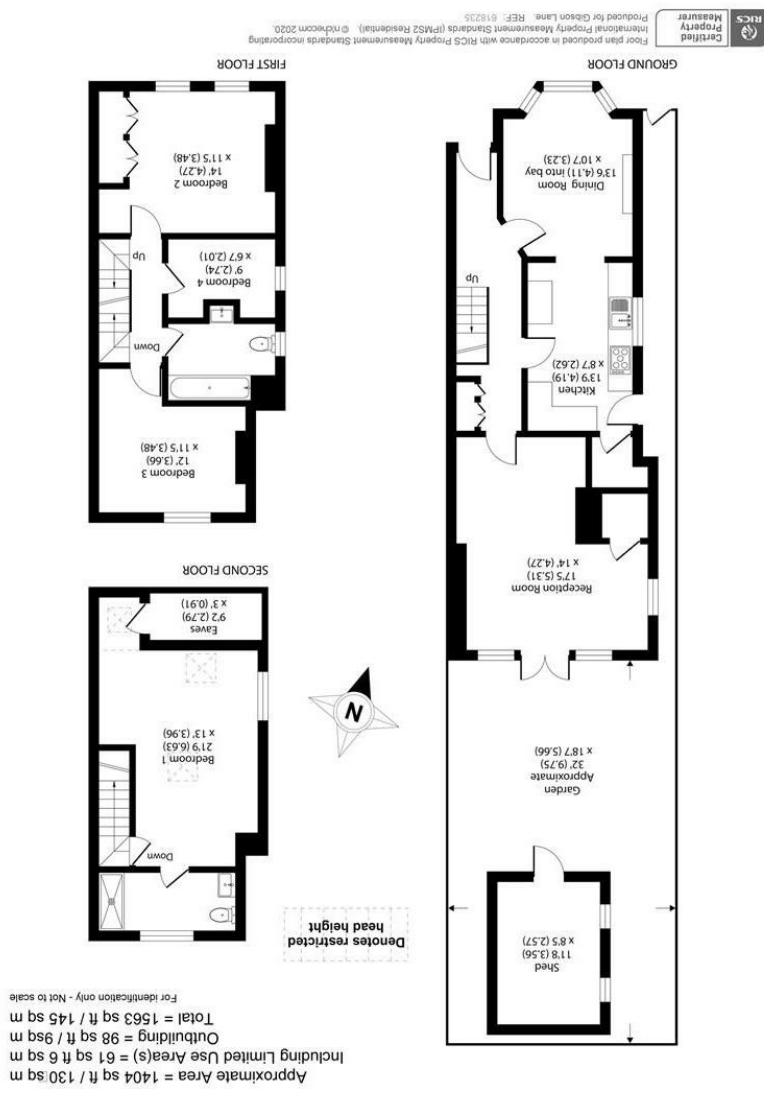 Approximate Area = 1404 sq ft / 130 sq m
Including Limited Use Area(s) = 61 sq ft 6 sq m
Outbuilding = 98 sq ft / 9sq m
Total = 1563 sq ft / 145 sq m
For identification only - Not to scale
Shed
11'8 (3.56)
x 8'5 (2.57)
Denotes restricted
head height
Garden
Approximate
32' (9.75)
x 18'7 (5.66)
Down
Bedroom 1
21'9 (6.63)
x 13' (3.96)
Eaves
9'2 (2.79)
x 3' (0.91)
SECOND FLOOR
N
Reception Room
17'5 (5.31)
x 14' (4.27)
Kitchen
13'9 (4.19)
x 8'7 (2.62)
Up
Dining Room
13'6 (4.11) into bay
x 10'7 (3.23)
GROUND FLOOR
Bedroom 3
12' (3.66)
x 11'5 (3.48)
Down
Bedroom 4
9' (2.74)
x 6'7 (2.01)
Up
Bedroom 2
14' (4.27)
x 11'5 (3.48)
FIRST FLOOR
RICS
Certified
Property
Measurer
Floor plan produced in accordance with RICS Property Measurement Standards incorporating
International Property Measurement Standards (IPMS2 Residential). © nichecom 2020.
Produced for Gibson Lane. REF: 618235